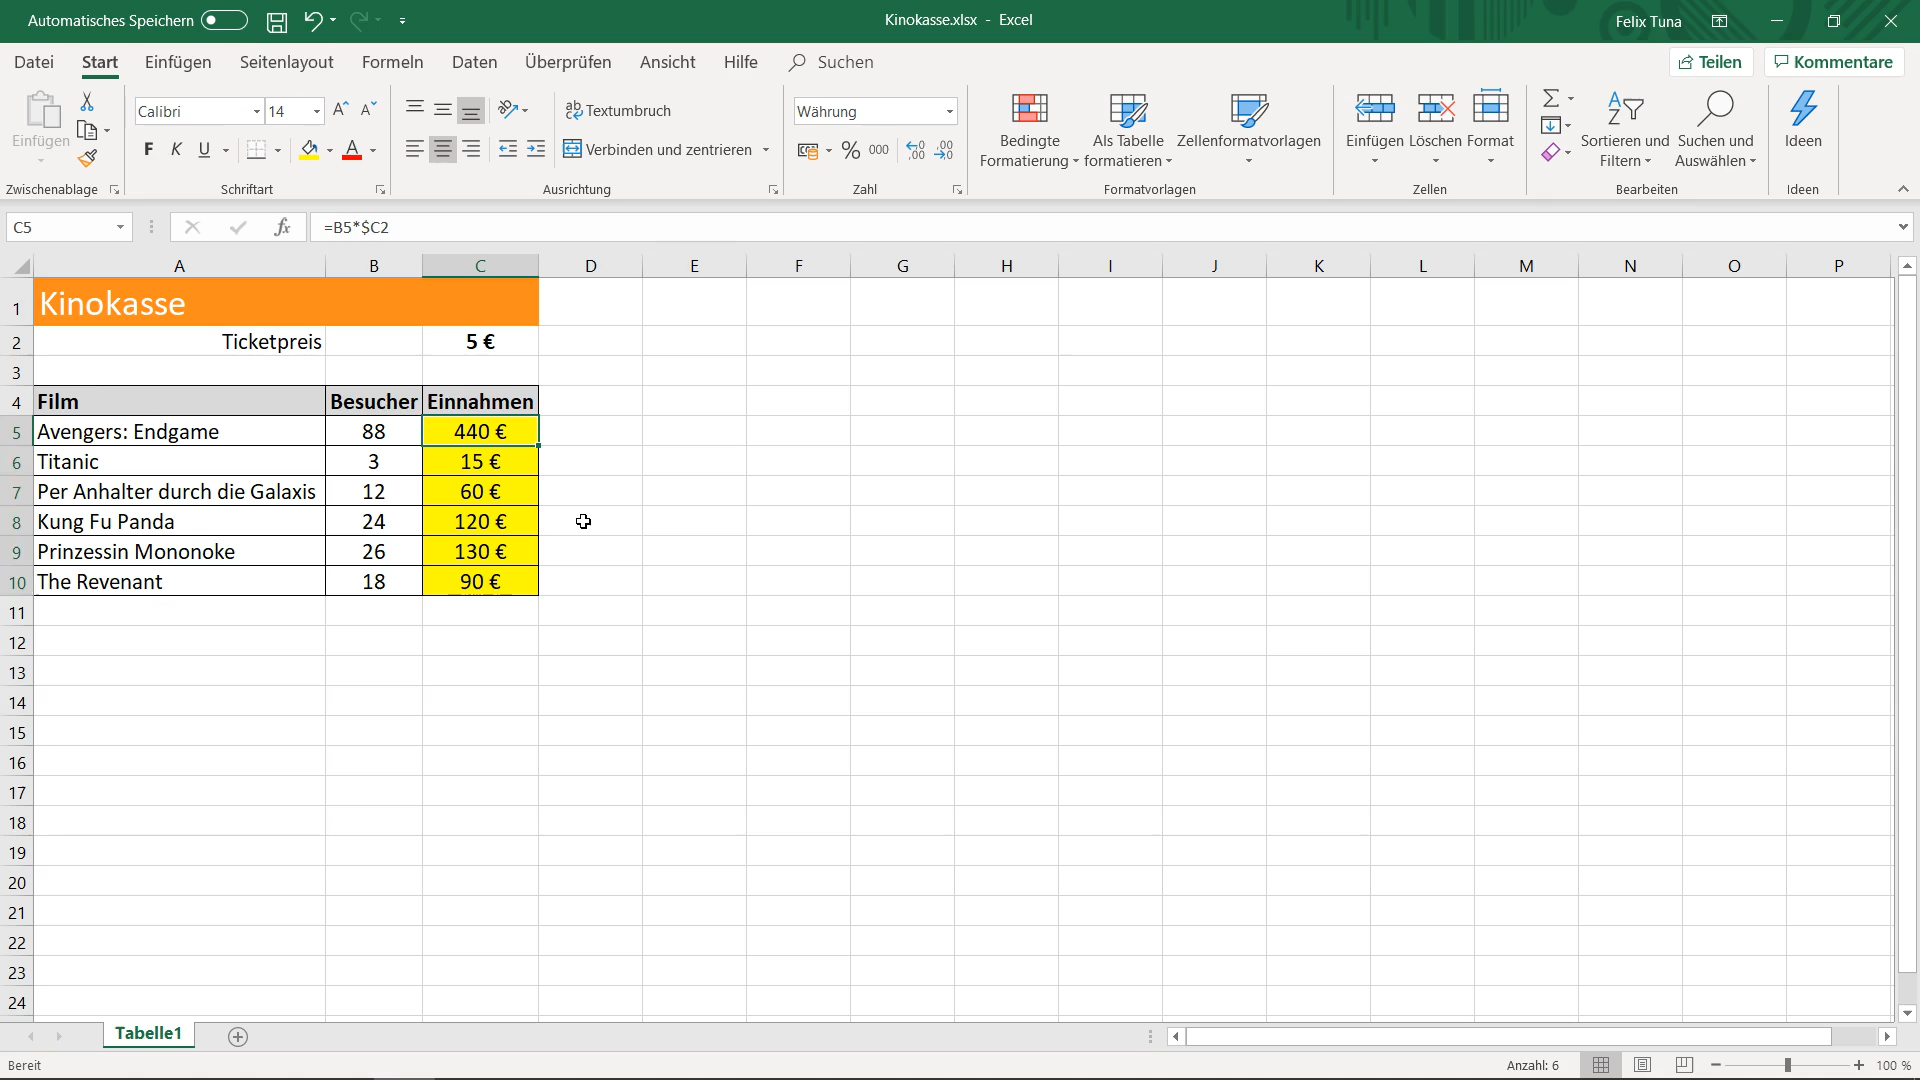 Automatisches Speichern
Kinokasse.xlsx - Excel
Felix Tuna
Datei Start Einfügen Seitenlayout Formeln Daten Überprüfen Ansicht Hilfe Suchen
Teilen Kommentare
Einfügen
Zwischenablage
Calibri 14
F K U
Schriftart
ab Textumbruch
Verbinden und zentrieren
Ausrichtung
Währung
% 000
Zahl
Bedingte Formatierung
Als Tabelle formatieren
Zellenformatvorlagen
Formatvorlagen
Einfügen Löschen Format
Zellen
Sortieren und Filtern
Suchen und Auswählen
Bearbeiten
Ideen
Ideen
C5 fx =B5*$C2
A B C D E F G H I J K L M N O P
1 Kinokasse
2 Ticketpreis 5 €
3
4 Film Besucher Einnahmen
5 Avengers: Endgame 88 440 €
6 Titanic 3 15 €
7 Per Anhalter durch die Galaxis 12 60 €
8 Kung Fu Panda 24 120 €
9 Prinzessin Mononoke 26 130 €
10 The Revenant 18 90 €
11
12
13
14
15
16
17
18
19
20
21
22
23
24
Tabelle1
Bereit
Anzahl: 6
100 %